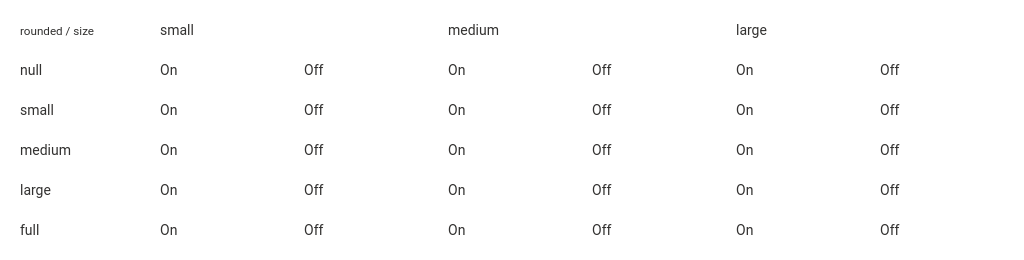 rounded / size small medium large
null On Off On Off On Off
small On Off On Off On Off
medium On Off On Off On Off
large On Off On Off On Off
full On Off On Off On Off